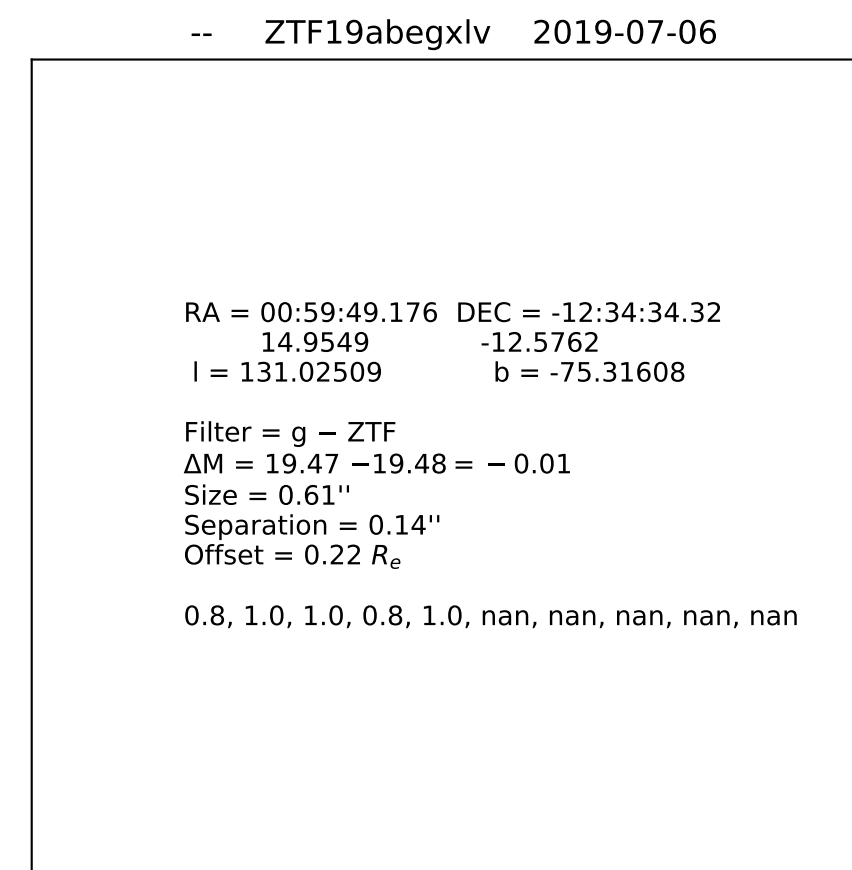 -- ZTF19abegxlv 2019-07-06
RA = 00:59:49.176 DEC = -12:34:34.32
14.9549 -12.5762
l = 131.02509 b = -75.31608
Filter = g − ZTF
ΔM = 19.47 −19.48 = − 0.01
Size = 0.61''
Separation = 0.14''
Offset = 0.22 Re
0.8, 1.0, 1.0, 0.8, 1.0, nan, nan, nan, nan, nan